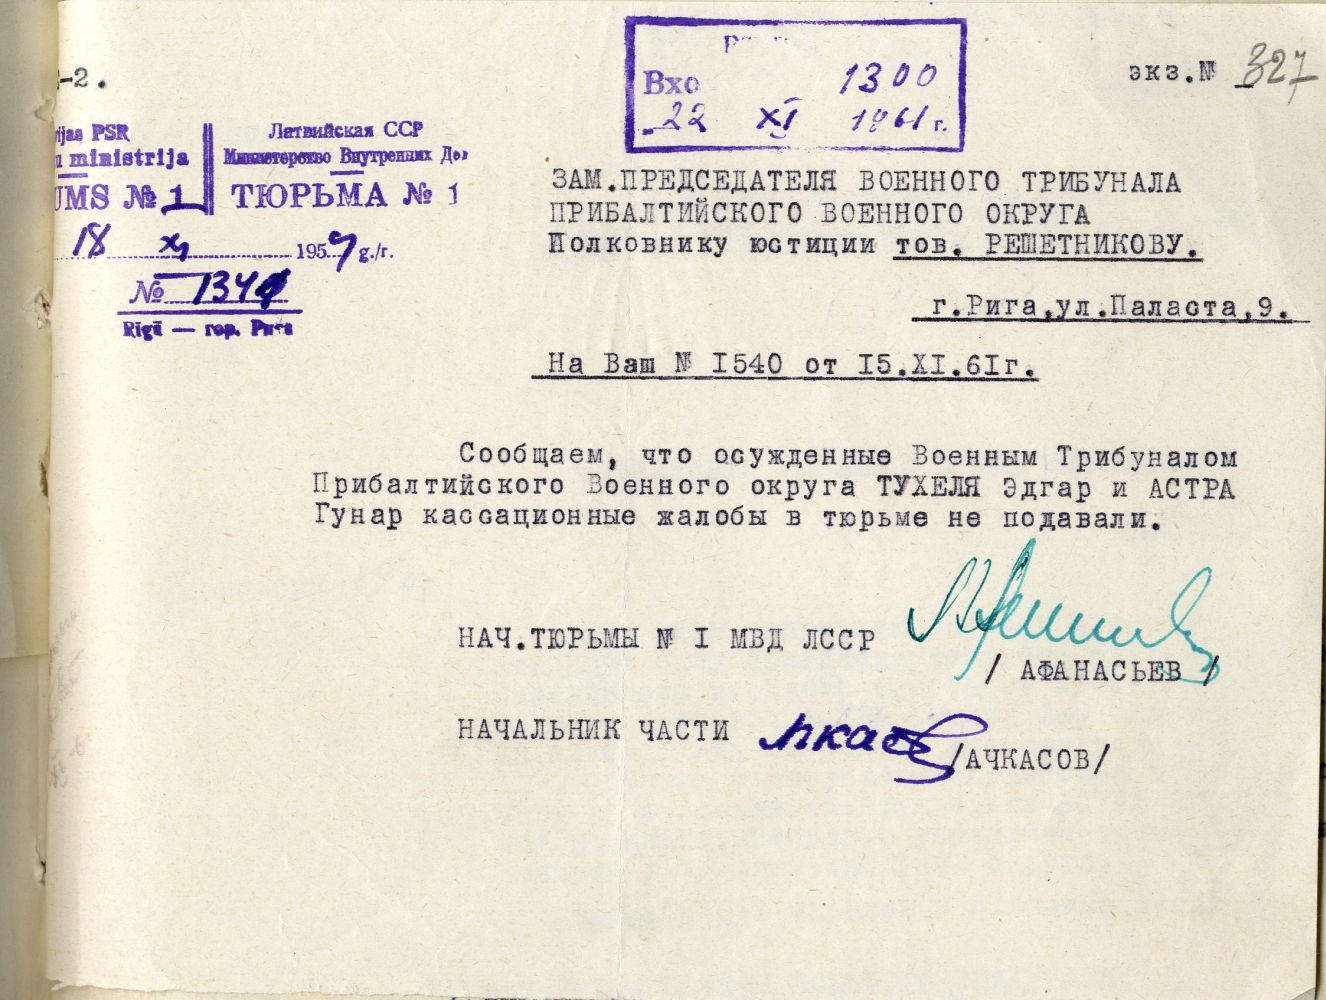 -2.
экз.№ 327
Вхо 1300
22 XI 1961 г.
PSR
ministrija
UMS № 1
Латвийская ССР
Министерство Внутренних Дел
ТЮРЬМА № 1
18 XI 195 g./г.
№ 134
Rīgā — гор. Рига
ЗАМ.ПРЕДСЕДАТЕЛЯ ВОЕННОГО ТРИБУНАЛА
ПРИБАЛТИЙСКОГО ВОЕННОГО ОКРУГА
Полковнику юстиции тов. РЕШЕТНИКОВУ.
г.Рига,ул.Паласта,9.
На Ваш № I540 от I5.XI.6Iг.
Сообщаем, что осужденные Военным Трибуналом
Прибалтийского Военного округа ТУХЕЛЯ Эдгар и АСТРА
Гунар кассационные жалобы в тюрьме не подавали.
НАЧ.ТЮРЬМЫ № I МВД ЛССР
/ АФАНАСЬЕВ /
НАЧАЛЬНИК ЧАСТИ
/АЧКАСОВ/